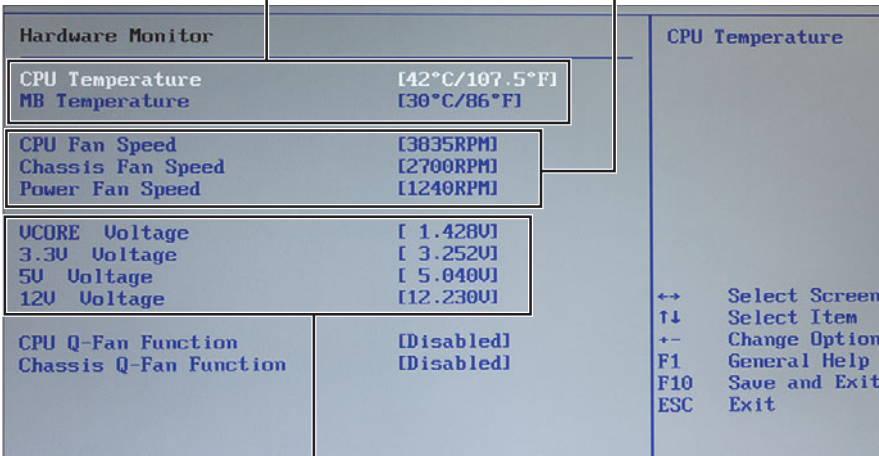 Hardware Monitor
CPU Temperature [42°C/107.5°F]
MB Temperature [30°C/86°F]
CPU Fan Speed [3835RPM]
Chassis Fan Speed [2700RPM]
Power Fan Speed [1240RPM]
VCORE Voltage [ 1.428V]
3.3V Voltage [ 3.252V]
5V Voltage [ 5.040V]
12V Voltage [12.230V]
CPU Q-Fan Function [Disabled]
Chassis Q-Fan Function [Disabled]
CPU Temperature
←→ Select Screen
↑↓ Select Item
+- Change Option
F1 General Help
F10 Save and Exit
ESC Exit